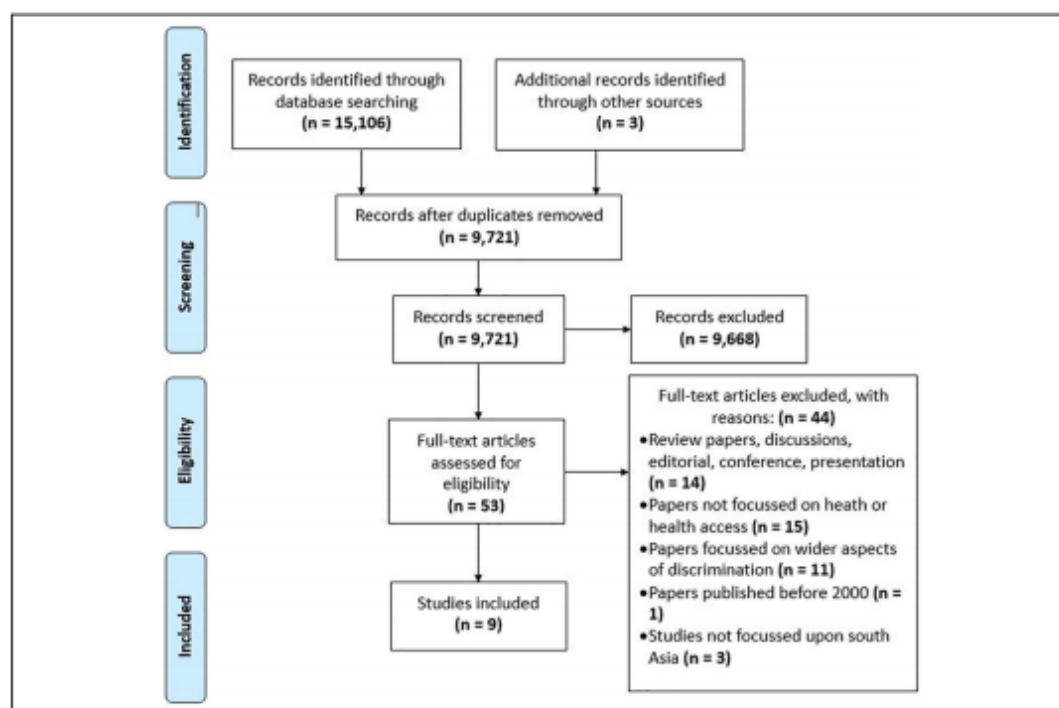 Identification
Records identified through
database searching
(n = 15,106)
Additional records identified
through other sources
(n = 3)
Screening
Records after duplicates removed
(n = 9,721)
Records screened
(n = 9,721)
Records excluded
(n = 9,668)
Eligibility
Full-text articles
assessed for
eligibility
(n = 53)
Full-text articles excluded, with
reasons: (n = 44)
•Review papers, discussions,
editorial, conference, presentation
(n = 14)
•Papers not focussed on heath or
health access (n = 15)
•Papers focussed on wider aspects
of discrimination (n = 11)
•Papers published before 2000 (n =
1)
•Studies not focussed upon south
Asia (n = 3)
Included
Studies included
(n = 9)